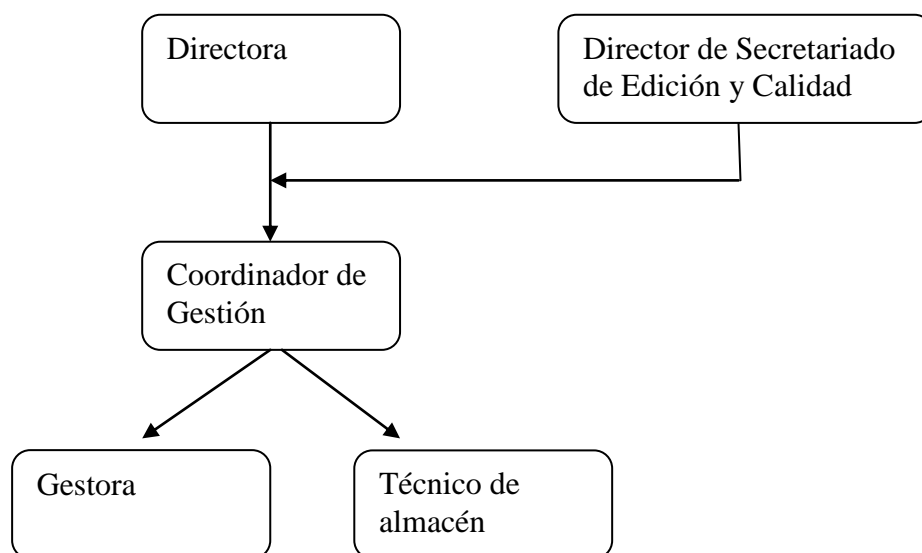 Directora
Director de Secretariado
de Edición y Calidad
Coordinador de
Gestión
Gestora
Técnico de
almacén